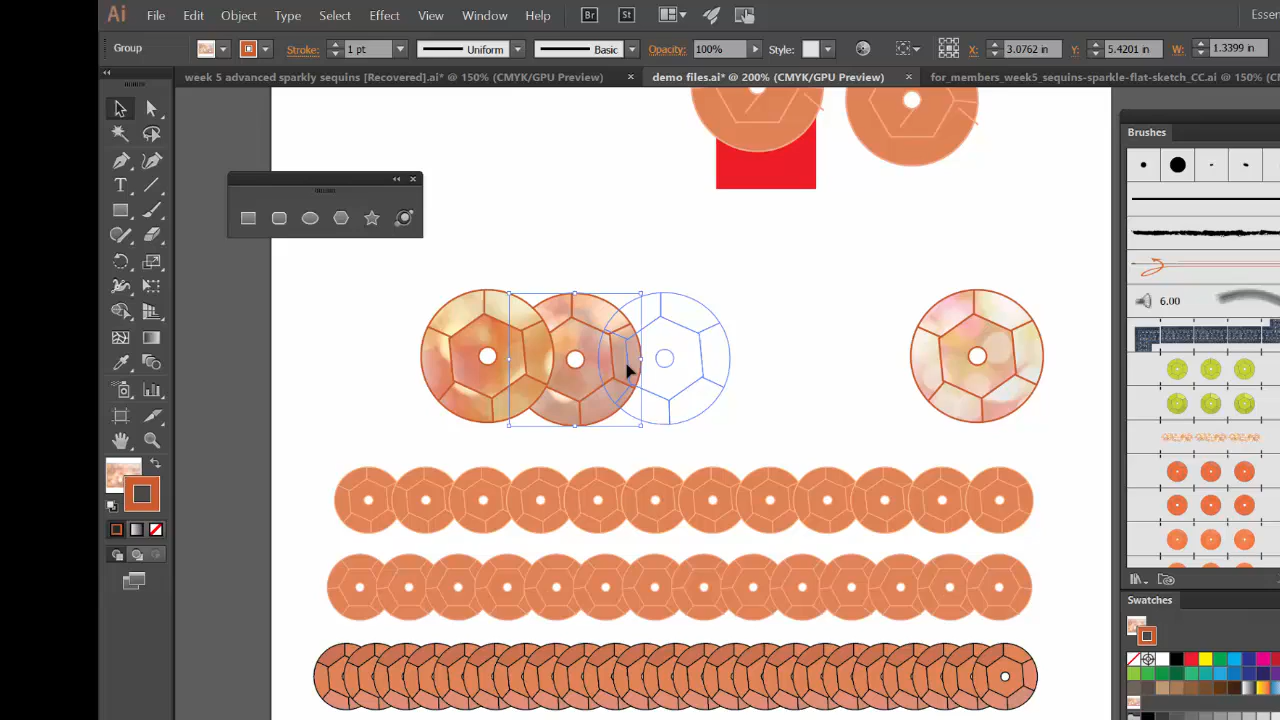 Ai File Edit Object Type Select Effect View Window Help Br St Essen
Group Stroke: 1 pt Uniform Basic Opacity: 100% Style: X: 3.0762 in Y: 5.4201 in W: 1.3399 in
week 5 advanced sparkly sequins [Recovered].ai* @ 150% (CMYK/GPU Preview) × demo files.ai* @ 200% (CMYK/GPU Preview) × for_members_week5_sequins-sparkle-flat-sketch_CC.ai @ 150% (C
Brushes
6.00
Swatches